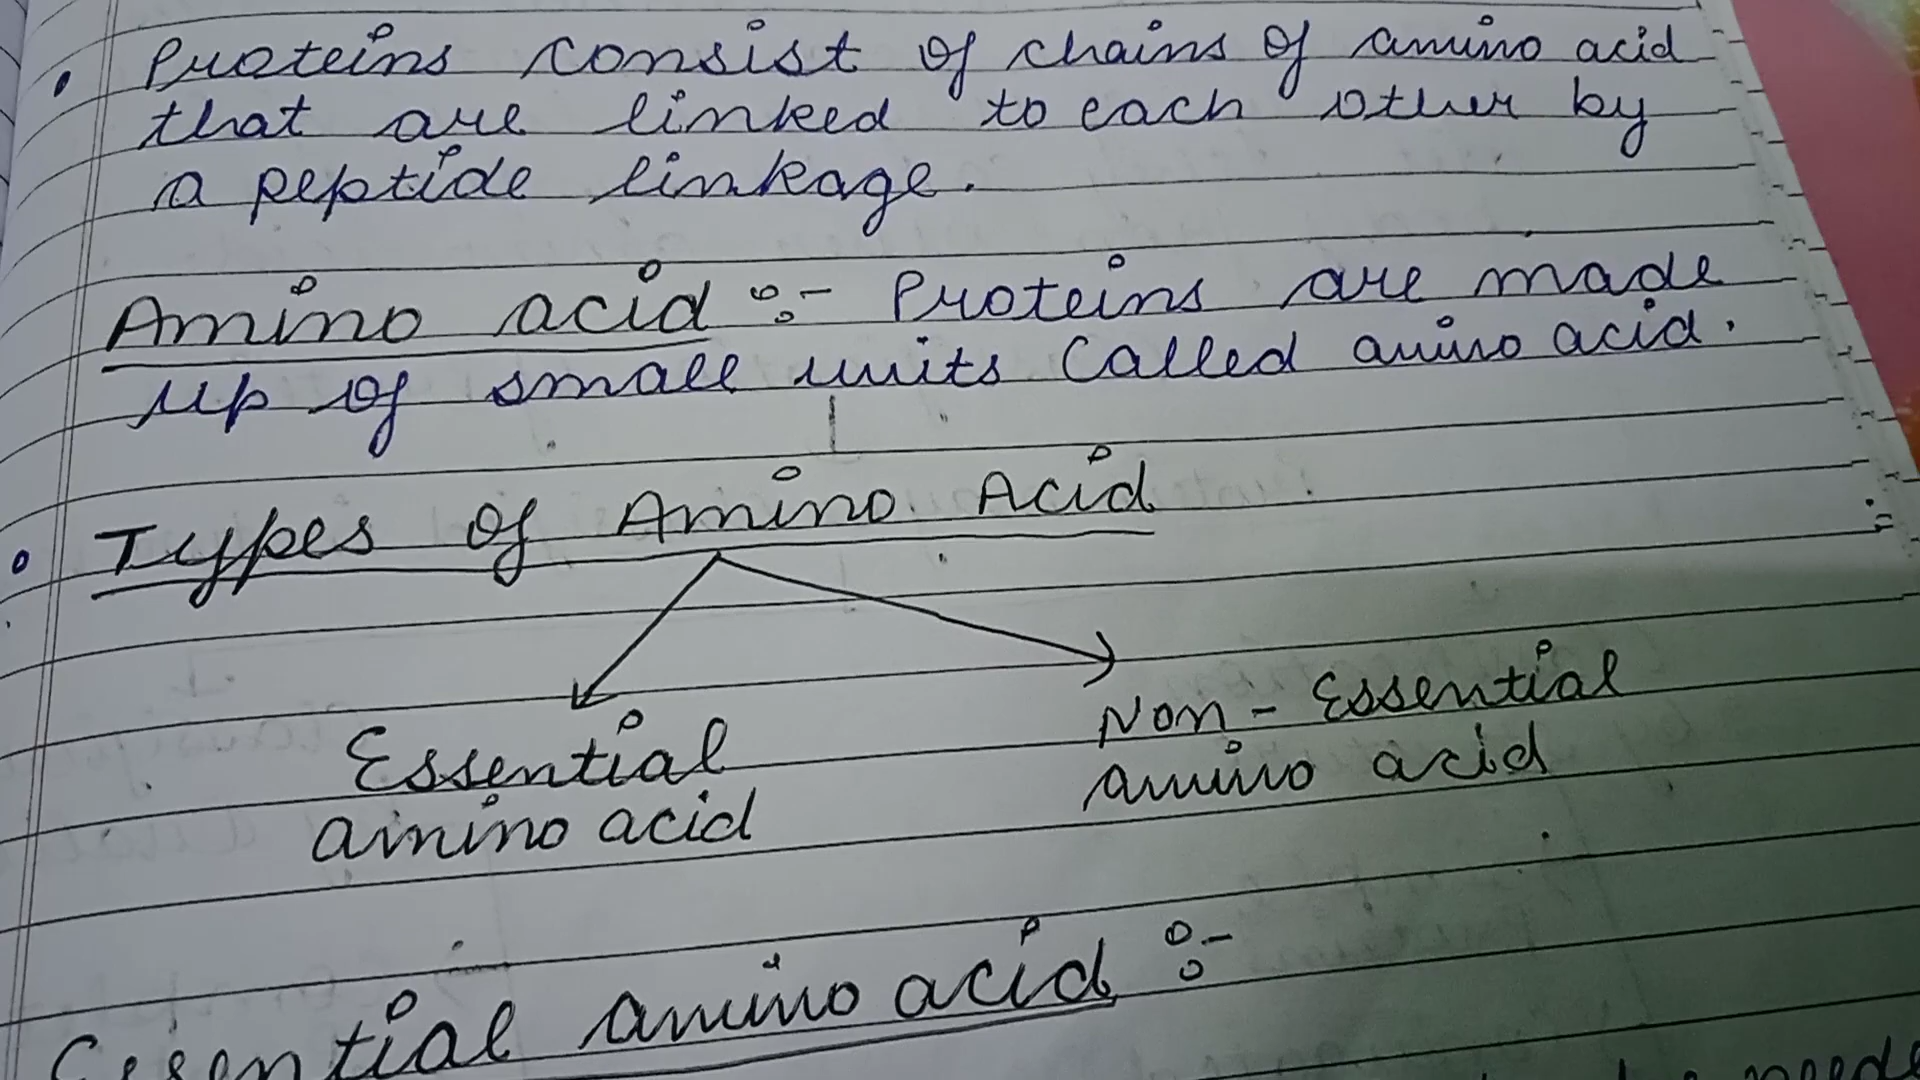 • Proteins consist of chains of amino acid
that are linked to each other by
a peptide linkage.
Amino acid :- Proteins are made
up of small units Called amino acid.
• Types of Amino Acid
Essential
amino acid
Non - Essential
amino acid
Essential amino acid :-